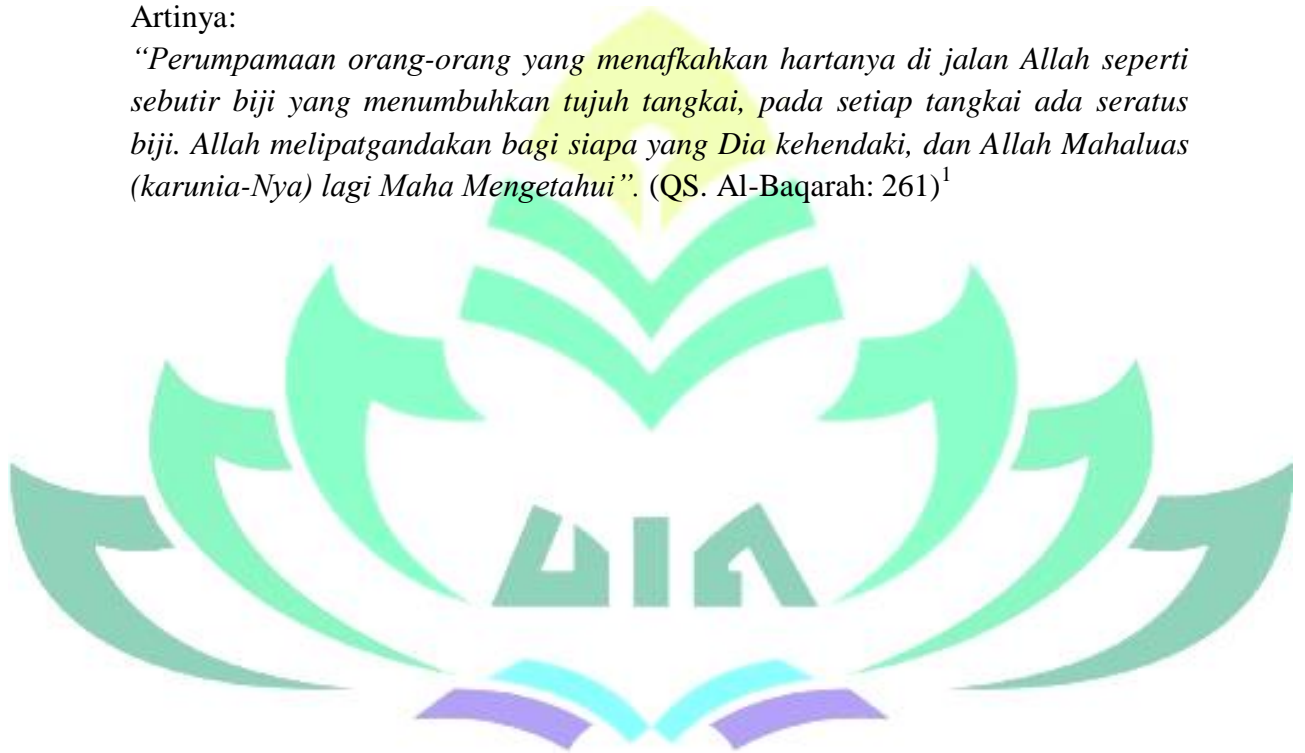 Artinya:
“Perumpamaan orang-orang yang menafkahkan hartanya di jalan Allah seperti
sebutir biji yang menumbuhkan tujuh tangkai, pada setiap tangkai ada seratus
biji. Allah melipatgandakan bagi siapa yang Dia kehendaki, dan Allah Mahaluas
(karunia-Nya) lagi Maha Mengetahui”. (QS. Al-Baqarah: 261)1
UIN